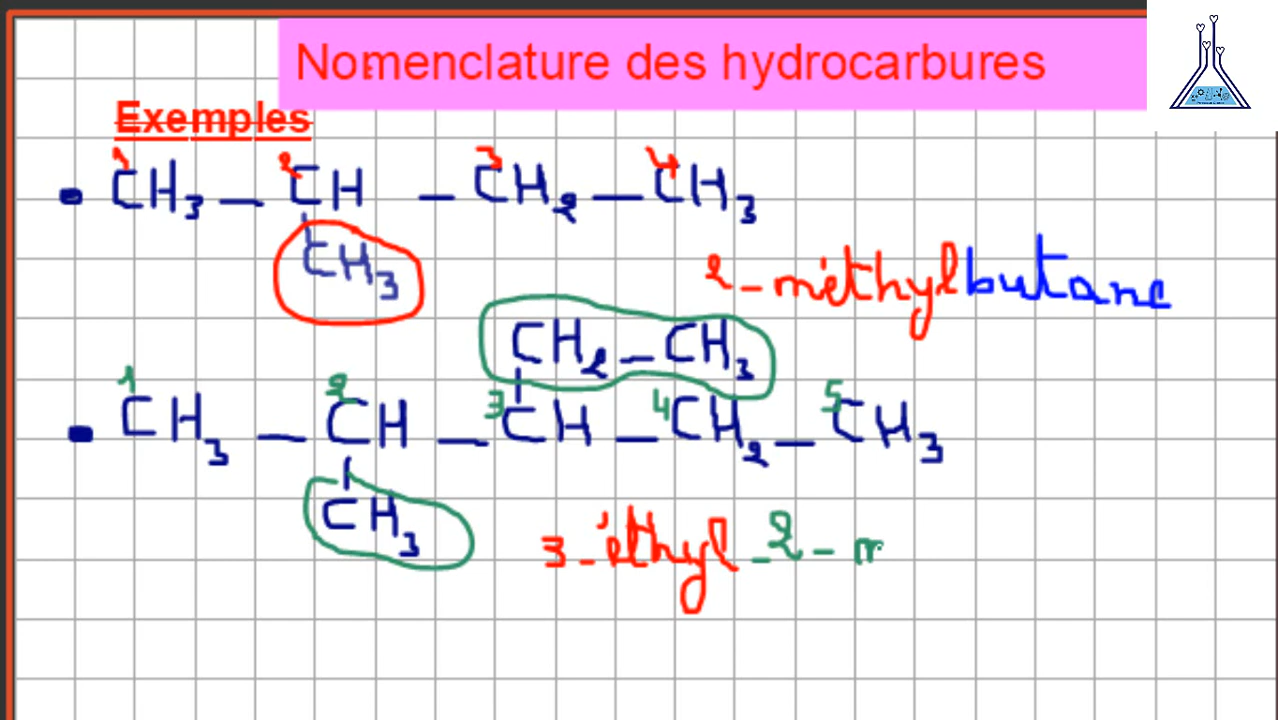 Nomenclature des hydrocarbures
Exemples
1 2 3 4
CH3 — CH — CH2 — CH3
CH3
2-méthylbutane
CH2 — CH3
1 2 3 4 5
CH3 — CH — CH — CH2 — CH3
CH3
3-éthyl-2-m